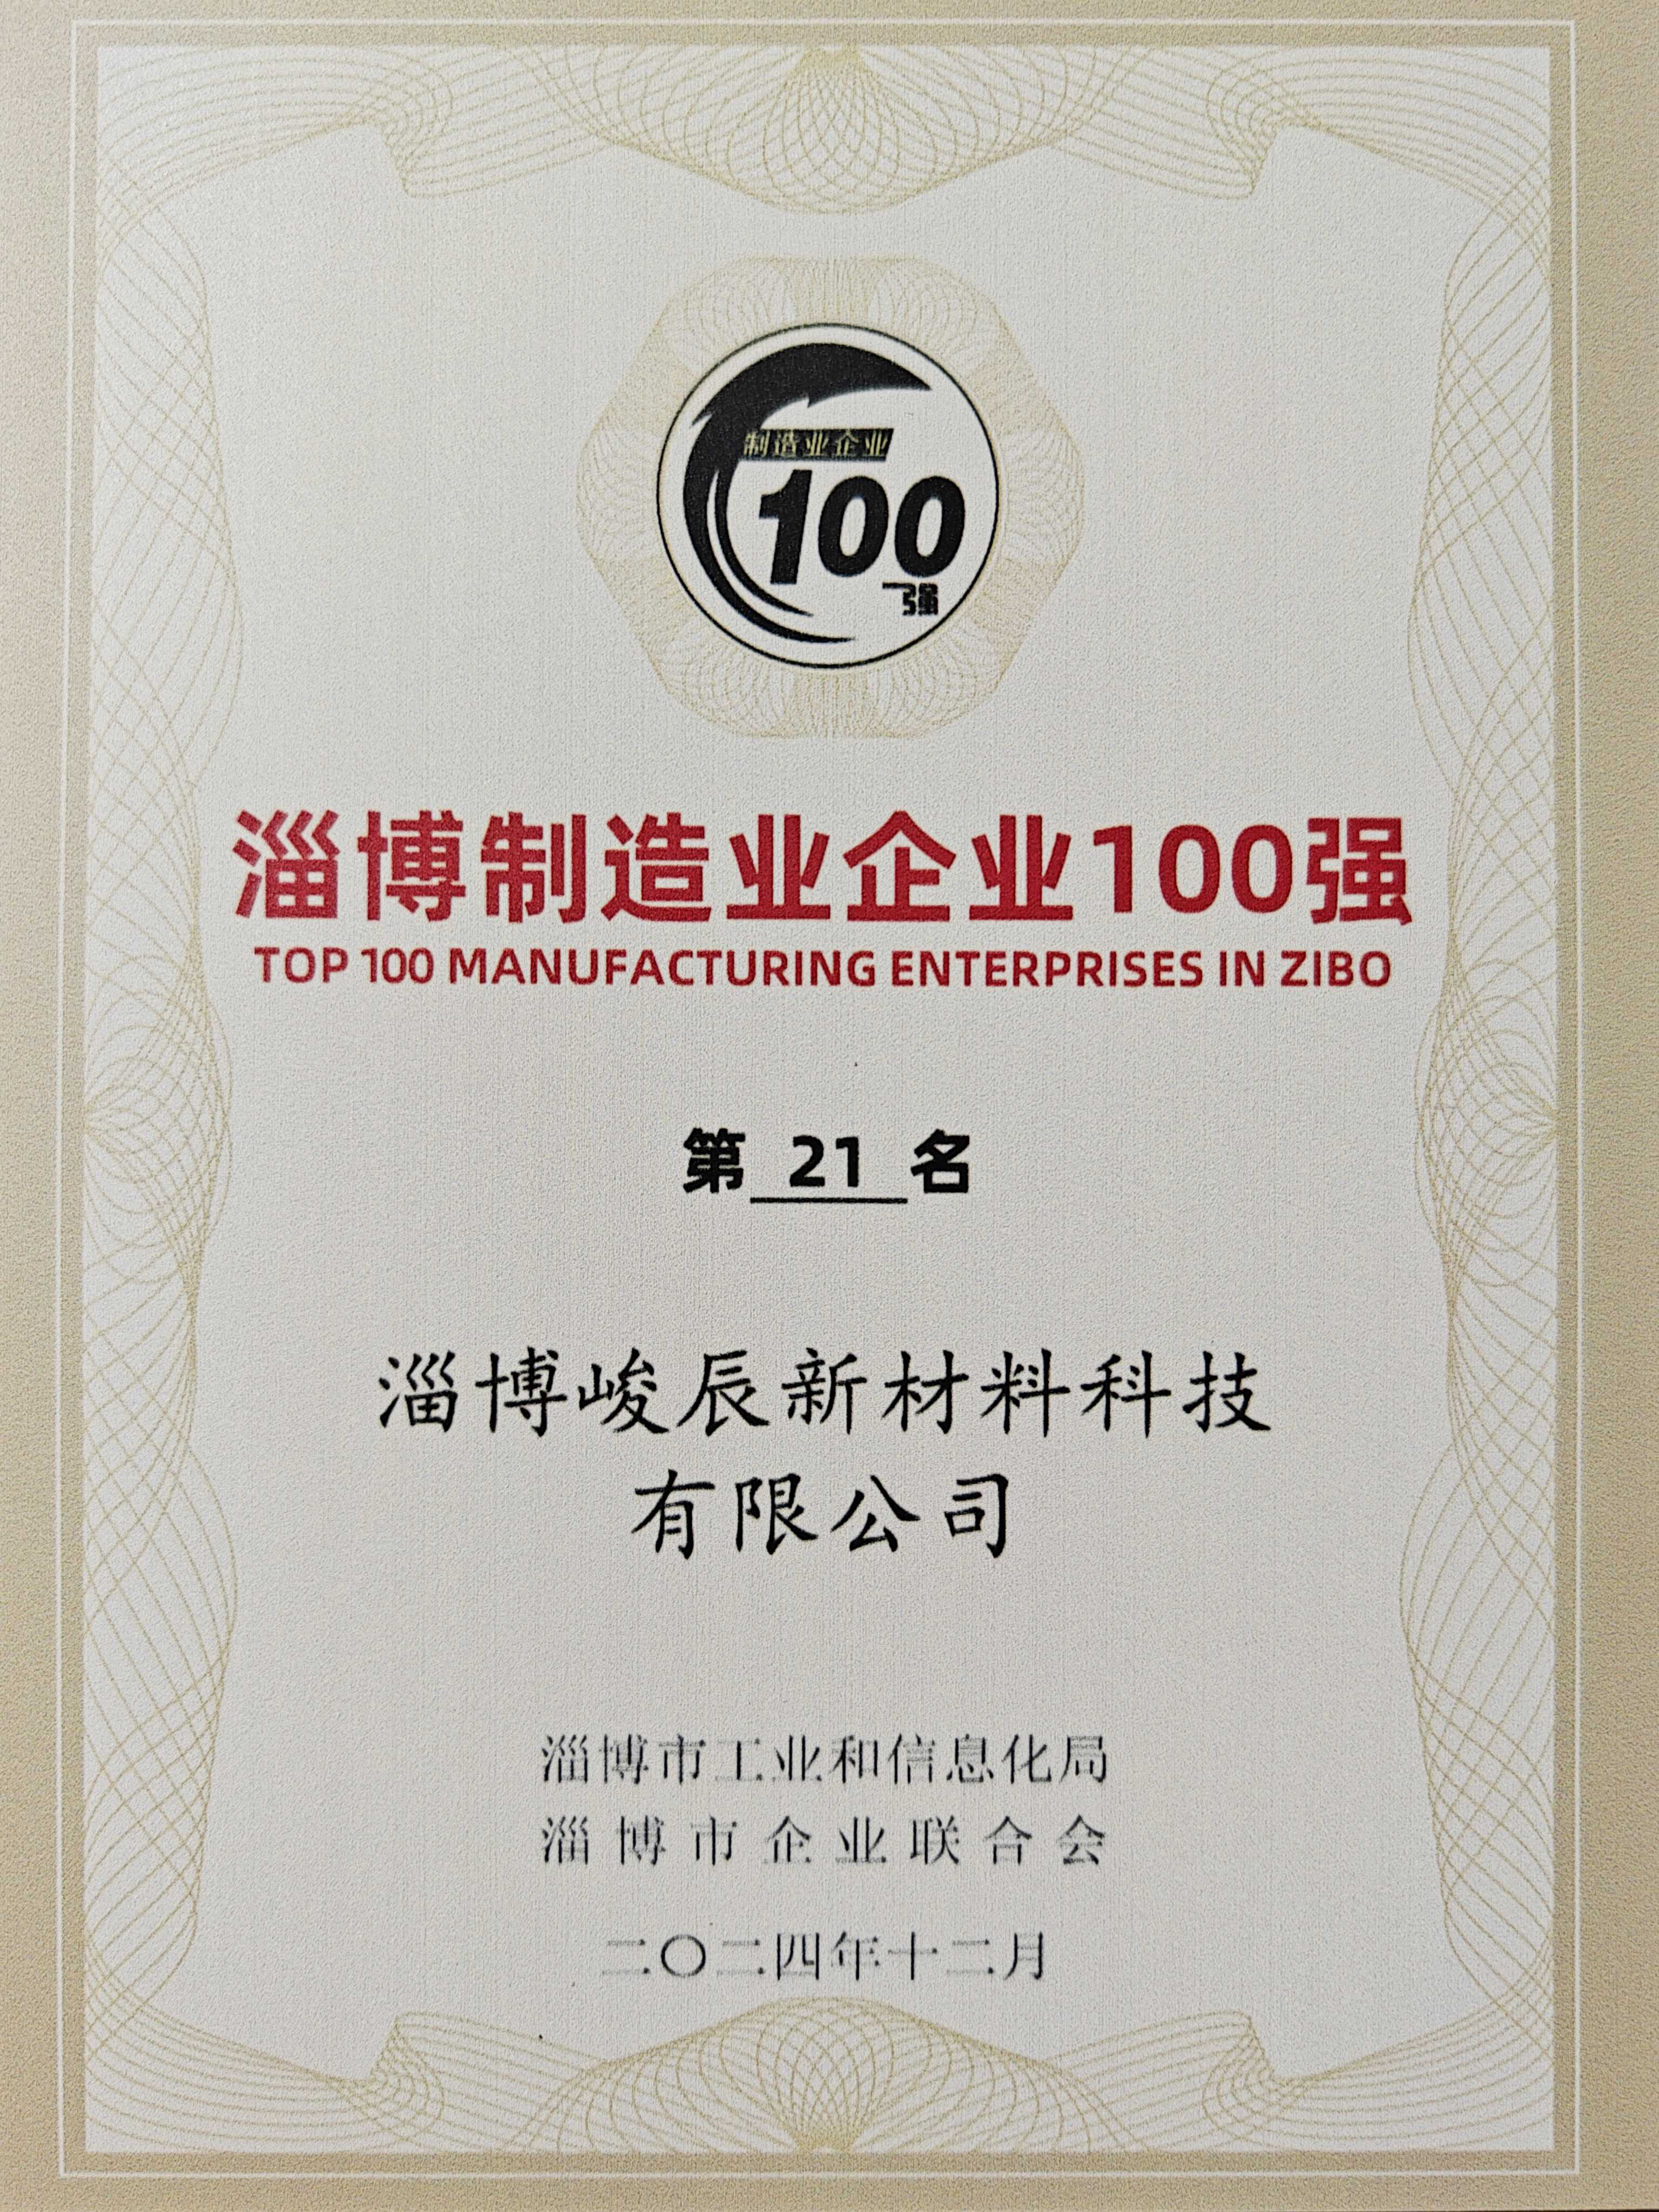 制造业企业
100
强
淄博制造业企业100强
TOP 100 MANUFACTURING ENTERPRISES IN ZIBO
第 21 名
淄博峻辰新材料科技
有限公司
淄博市工业和信息化局
淄博市企业联合会
二〇二四年十二月